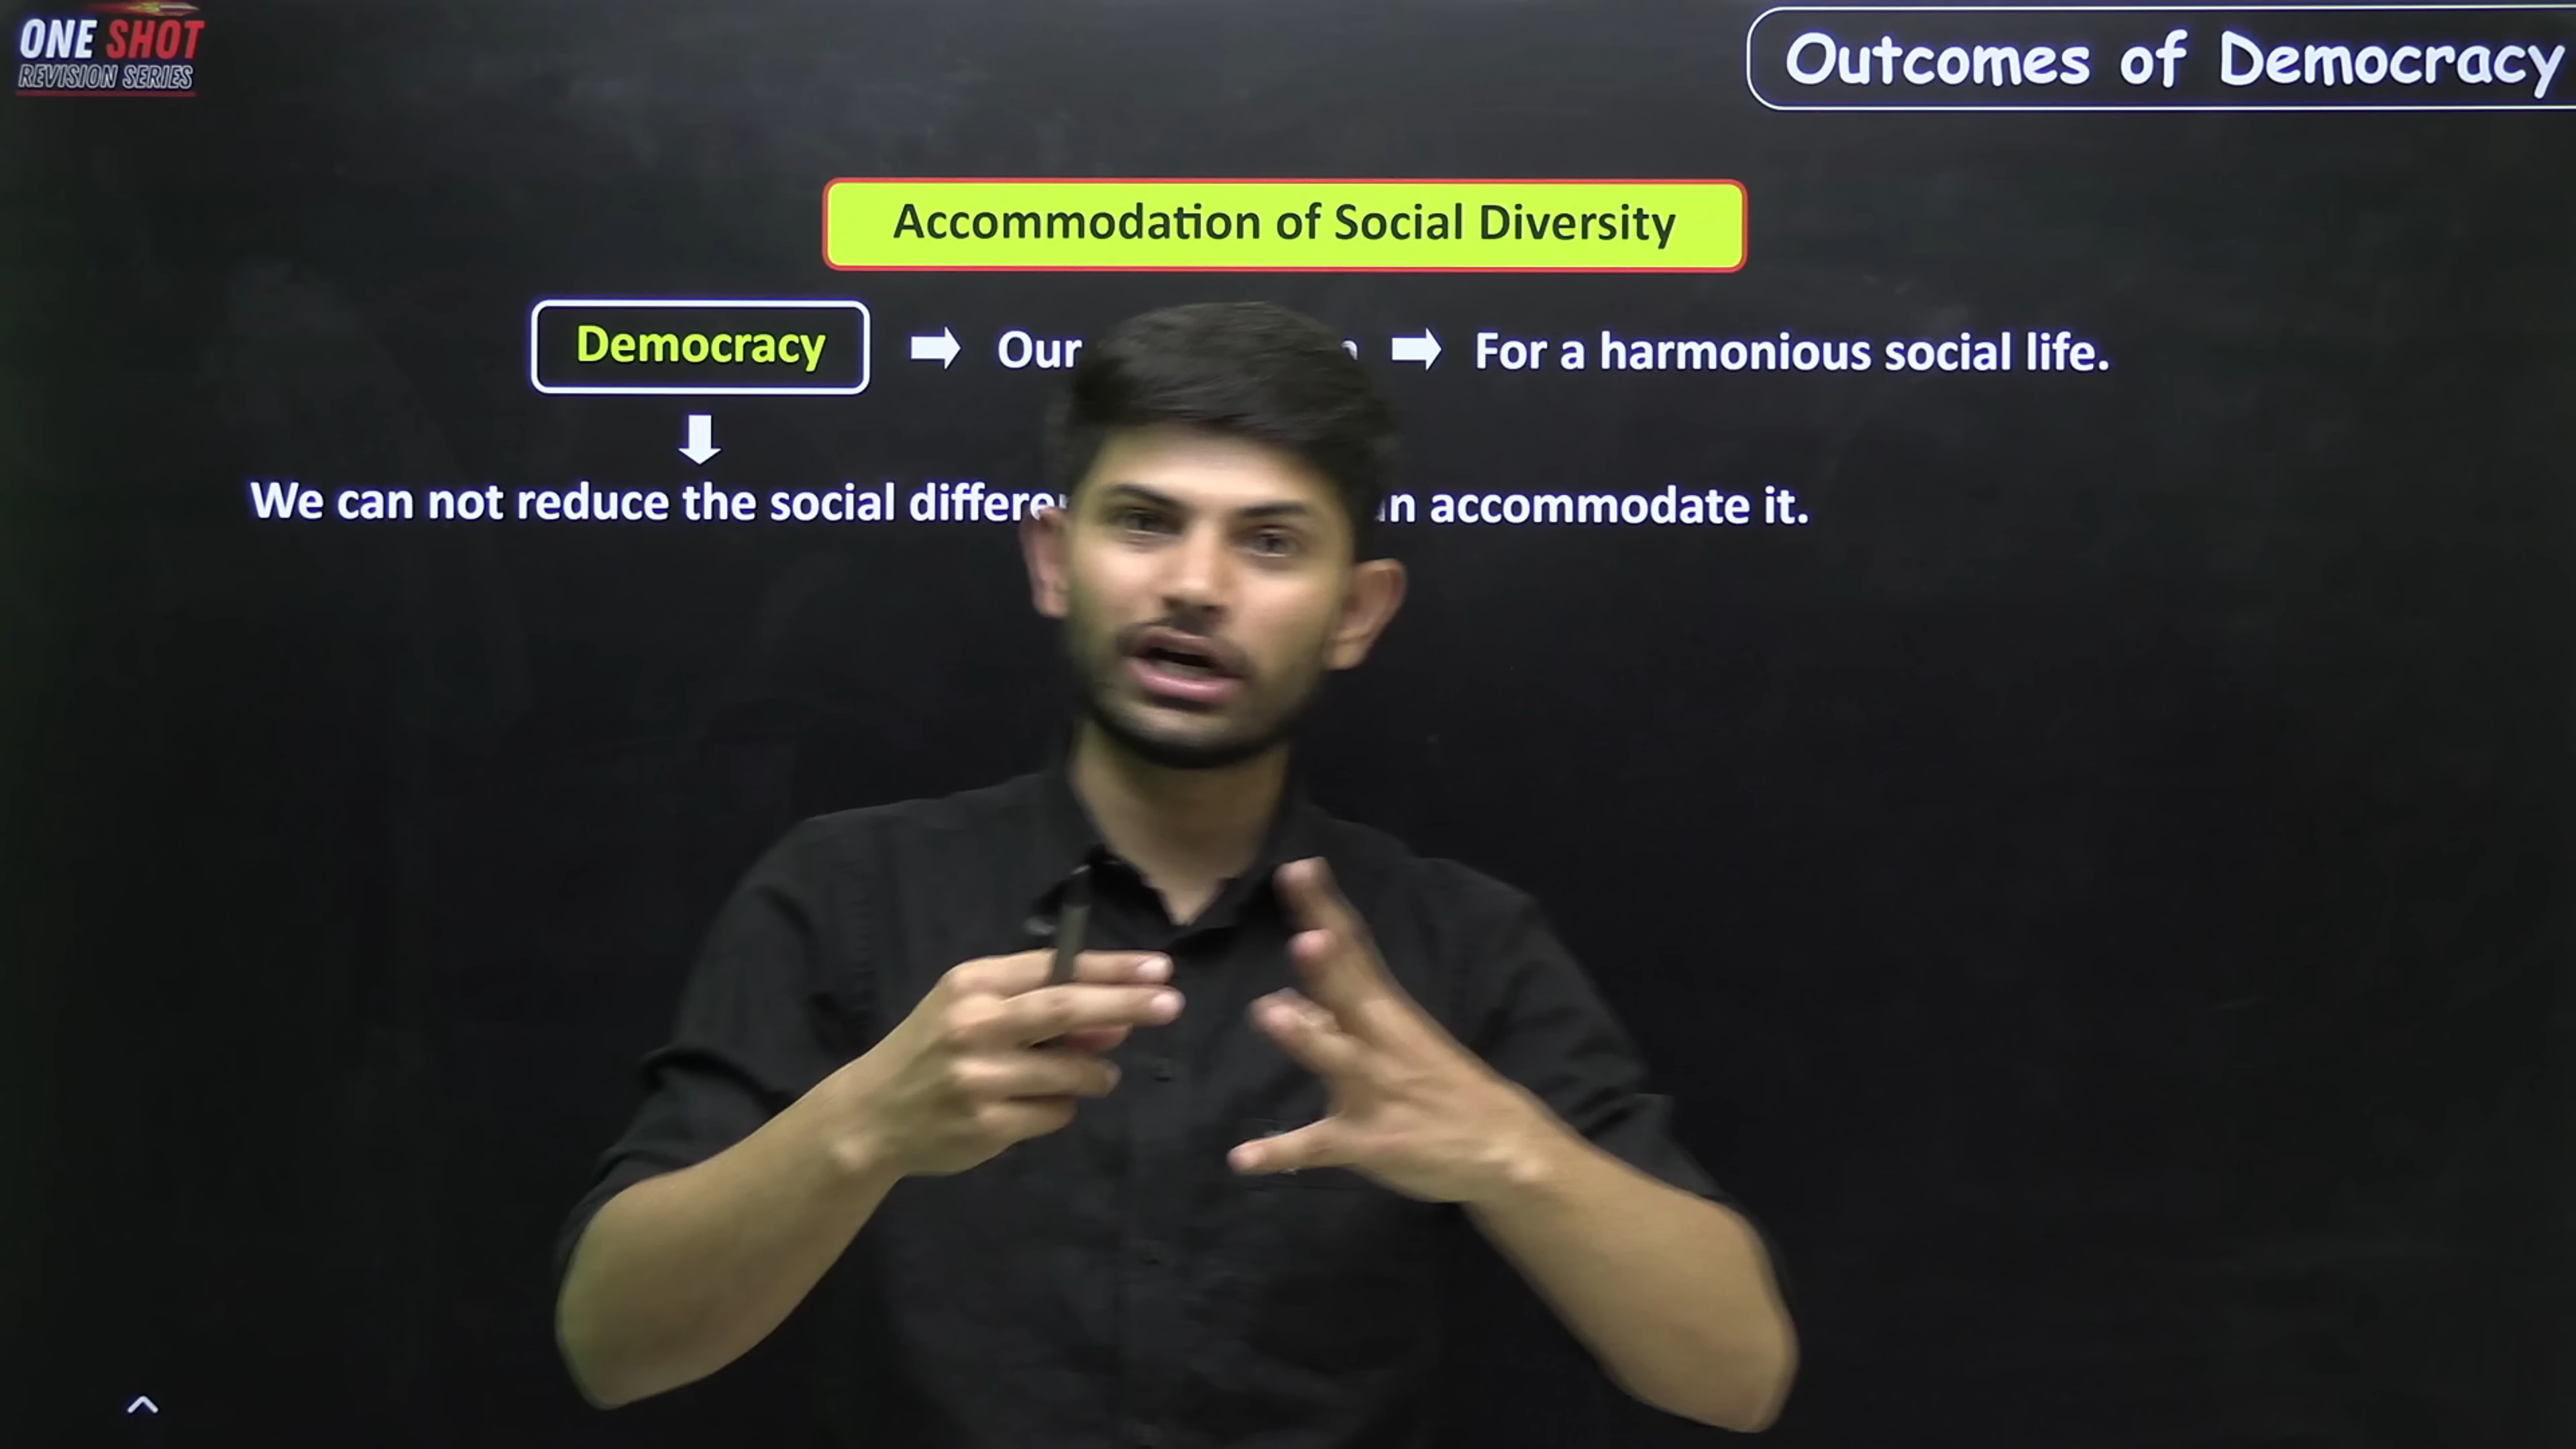 ONE SHOT
REVISION SERIES
Outcomes of Democracy
Accommodation of Social Diversity
Democracy
Our
For a harmonious social life.
We can not reduce the social accommodate it.